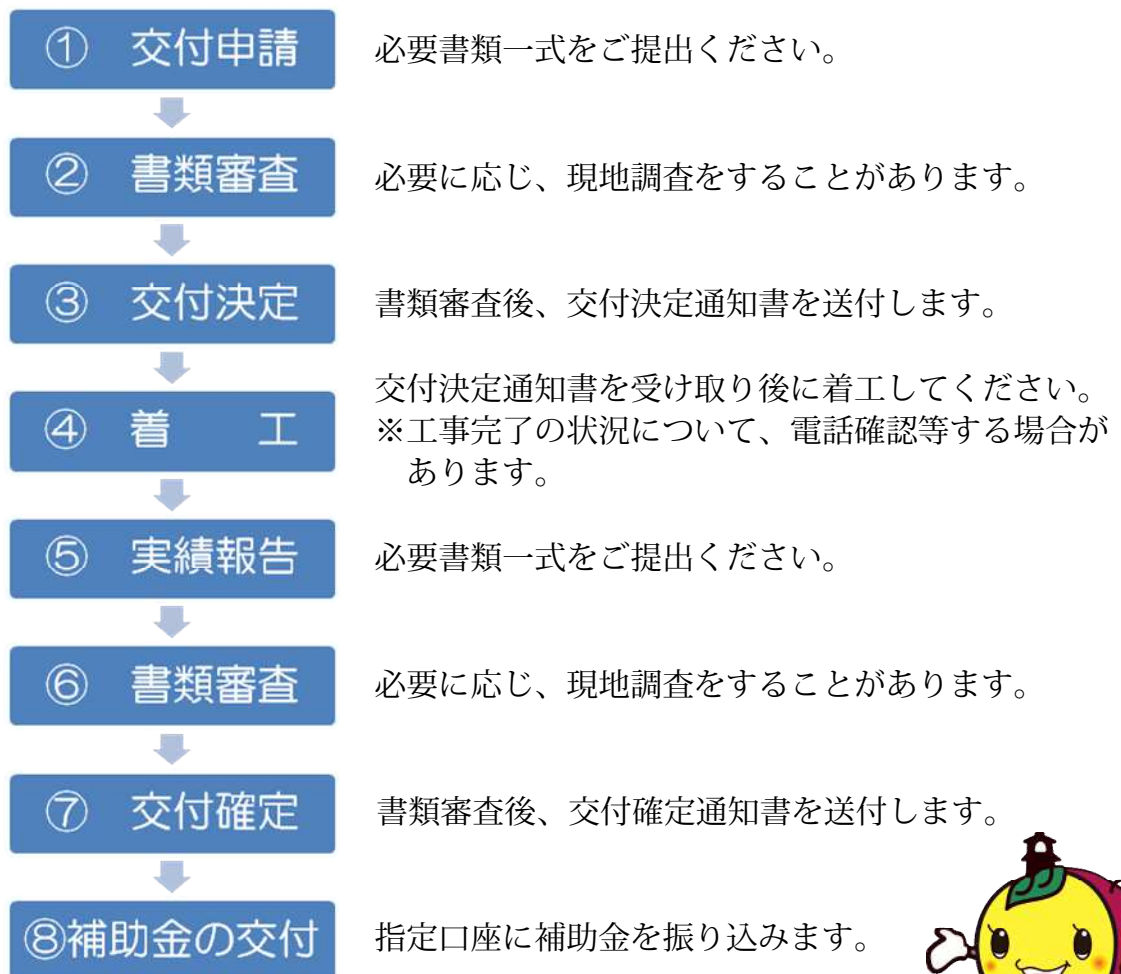 ① 交付申請
必要書類一式をご提出ください。
② 書類審査
必要に応じ、現地調査をすることがあります。
③ 交付決定
書類審査後、交付決定通知書を送付します。
④ 着 工
交付決定通知書を受け取り後に着工してください。
※工事完了の状況について、電話確認等する場合が
あります。
⑤ 実績報告
必要書類一式をご提出ください。
⑥ 書類審査
必要に応じ、現地調査をすることがあります。
⑦ 交付確定
書類審査後、交付確定通知書を送付します。
⑧補助金の交付
指定口座に補助金を振り込みます。